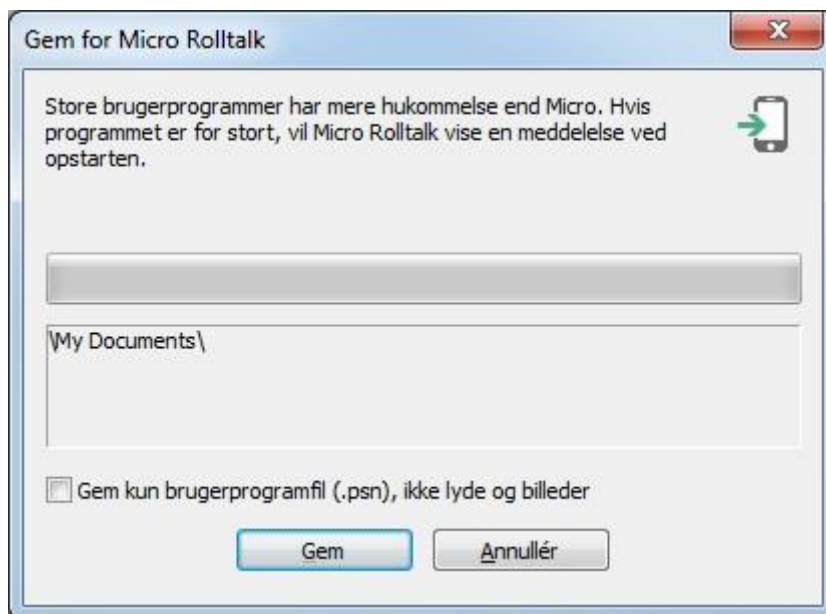 Gem for Micro Rolltalk
Store brugerprogrammer har mere hukommelse end Micro. Hvis
programmet er for stort, vil Micro Rolltalk vise en meddelelse ved
opstarten.
\My Documents\
Gem kun brugerprogramfil (.psn), ikke lyde og billeder
Gem
Annullér